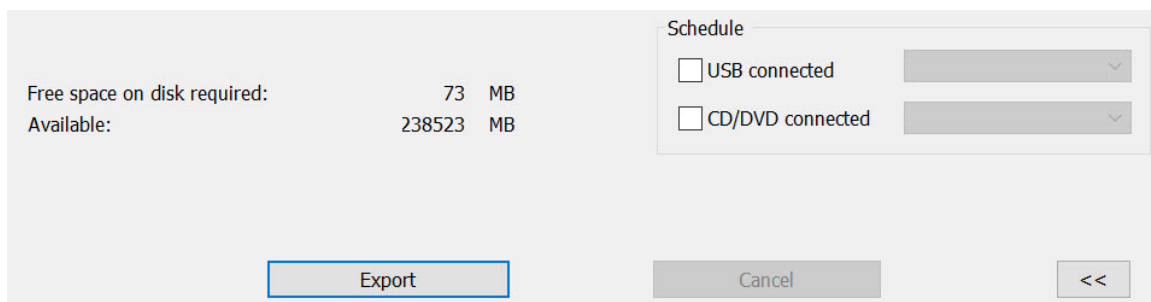 Schedule
USB connected
Free space on disk required: 73 MB
Available: 238523 MB
CD/DVD connected
Export Cancel <<